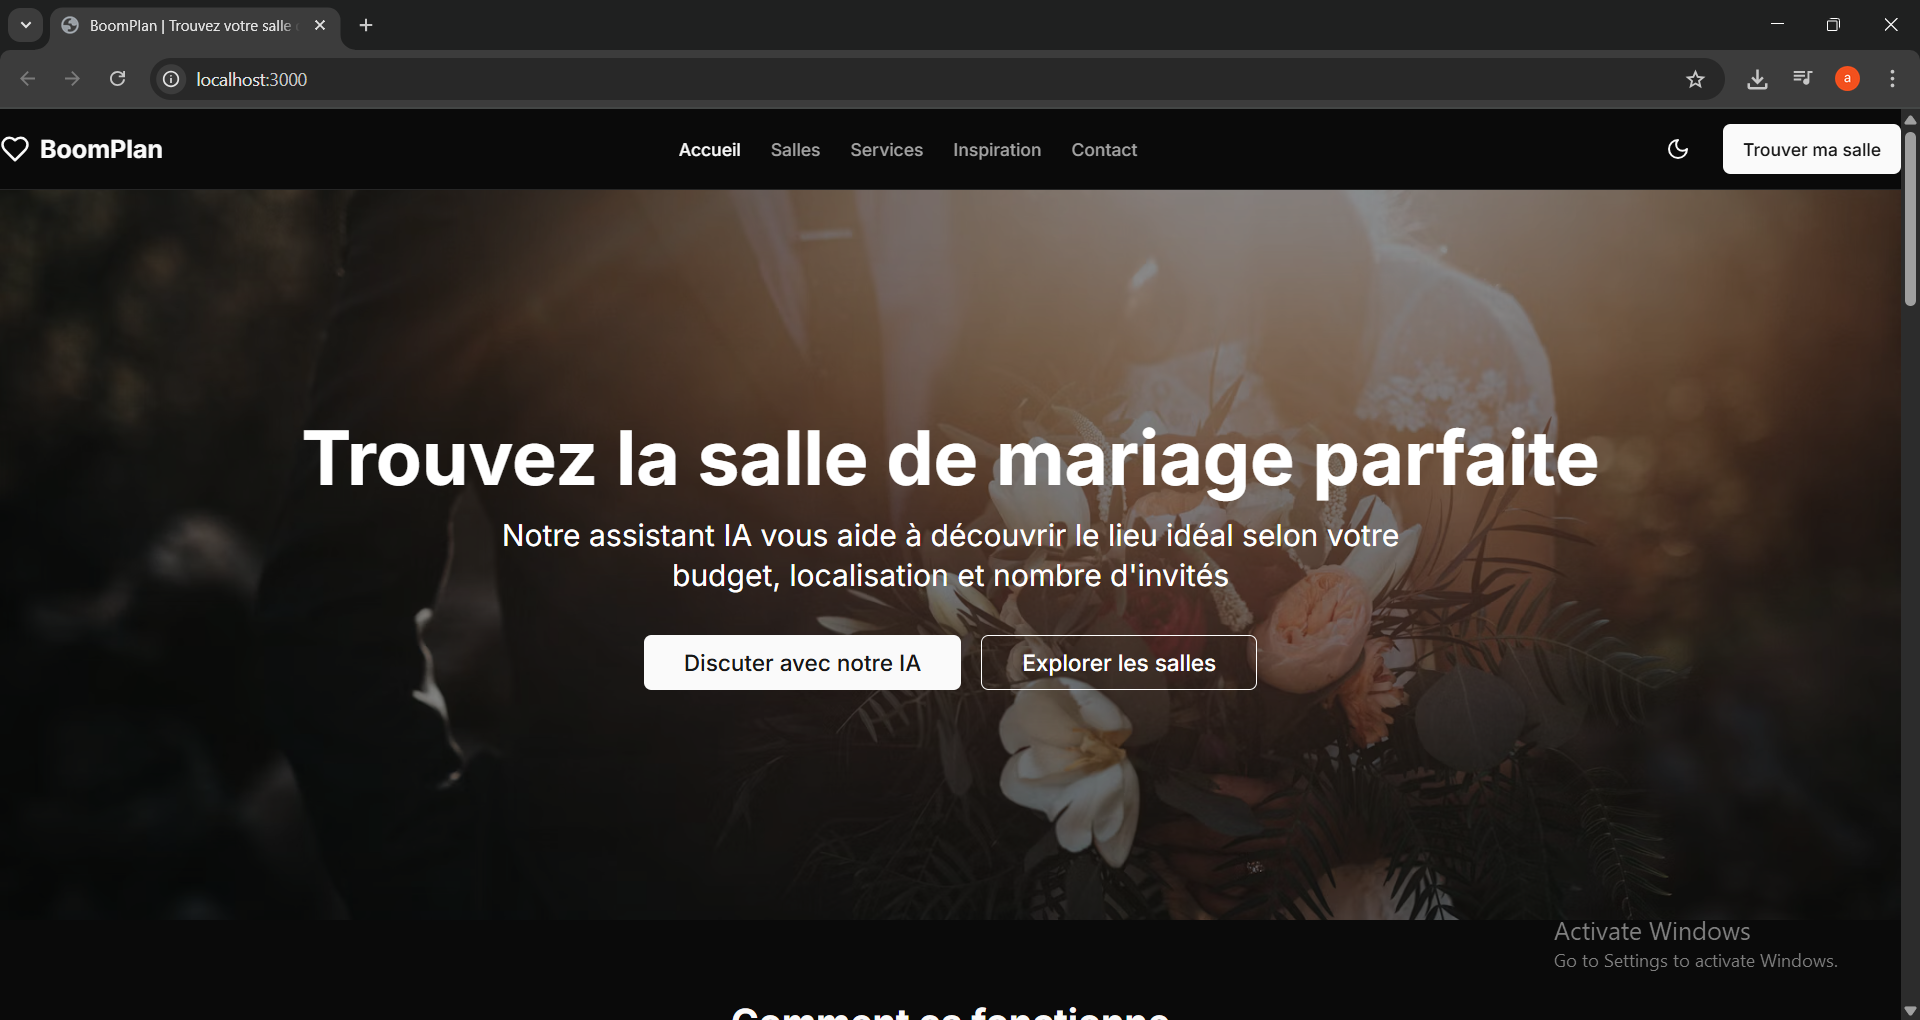 BoomPlan | Trouvez votre salle
localhost:3000
a
BoomPlan
Accueil
Salles
Services
Inspiration
Contact
Trouver ma salle
Trouvez la salle de mariage parfaite
Notre assistant IA vous aide à découvrir le lieu idéal selon votre
budget, localisation et nombre d'invités
Discuter avec notre IA
Explorer les salles
Activate Windows
Go to Settings to activate Windows.